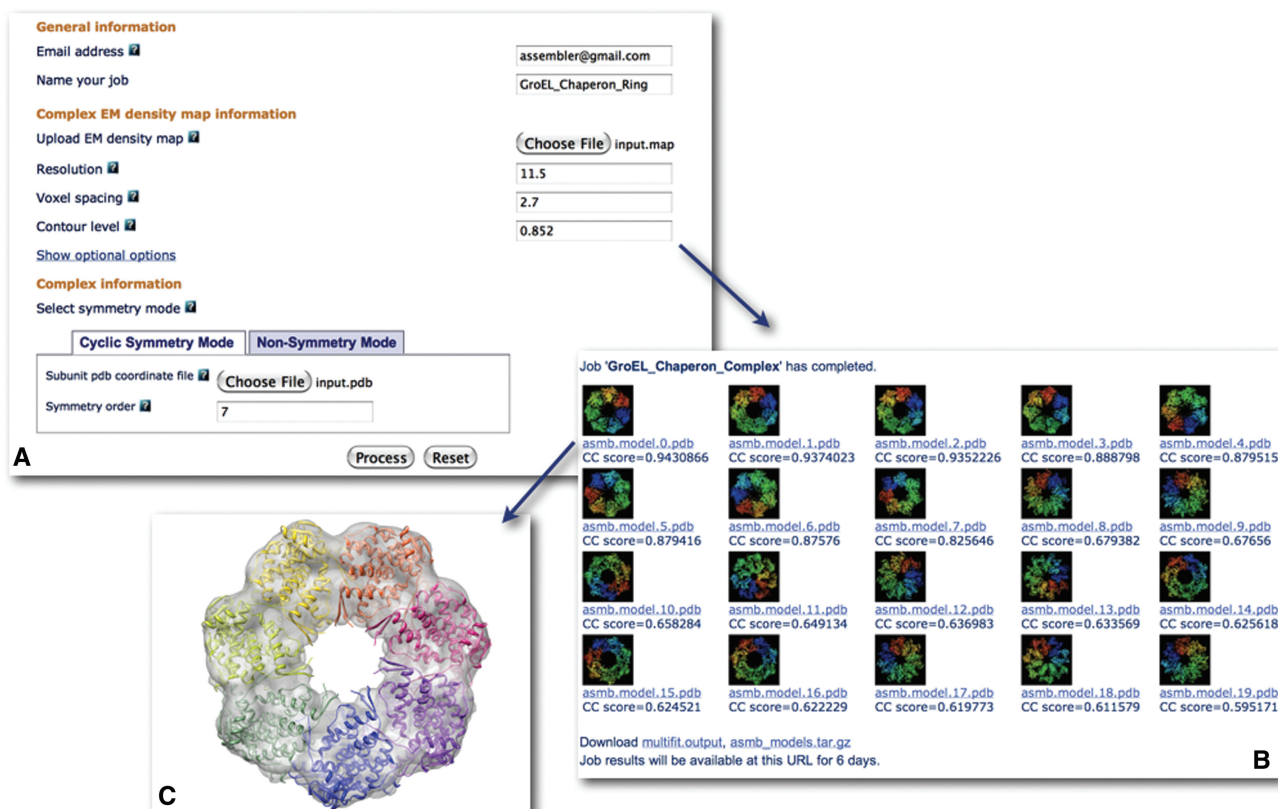 General information
Email address ?
assembler@gmail.com
Name your job
GroEL_Chaperon_Ring
Complex EM density map information
Upload EM density map ?
Choose File input.map
Resolution ?
11.5
Voxel spacing ?
2.7
Contour level ?
0.852
Show optional options
Complex information
Select symmetry mode ?
Cyclic Symmetry Mode Non-Symmetry Mode
Subunit pdb coordinate file ? Choose File input.pdb
Symmetry order ? 7
Process Reset
A
Job 'GroEL_Chaperon_Complex' has completed.
asmb.model.0.pdb asmb.model.1.pdb asmb.model.2.pdb asmb.model.3.pdb asmb.model.4.pdb
CC score=0.9430866 CC score=0.9374023 CC score=0.9352226 CC score=0.888798 CC score=0.879515
asmb.model.5.pdb asmb.model.6.pdb asmb.model.7.pdb asmb.model.8.pdb asmb.model.9.pdb
CC score=0.879416 CC score=0.87576 CC score=0.825646 CC score=0.679382 CC score=0.67656
asmb.model.10.pdb asmb.model.11.pdb asmb.model.12.pdb asmb.model.13.pdb asmb.model.14.pdb
CC score=0.658284 CC score=0.649134 CC score=0.636983 CC score=0.633569 CC score=0.625618
asmb.model.15.pdb asmb.model.16.pdb asmb.model.17.pdb asmb.model.18.pdb asmb.model.19.pdb
CC score=0.624521 CC score=0.622229 CC score=0.619773 CC score=0.611579 CC score=0.595171
Download multifit.output, asmb_models.tar.gz
Job results will be available at this URL for 6 days.
B
C